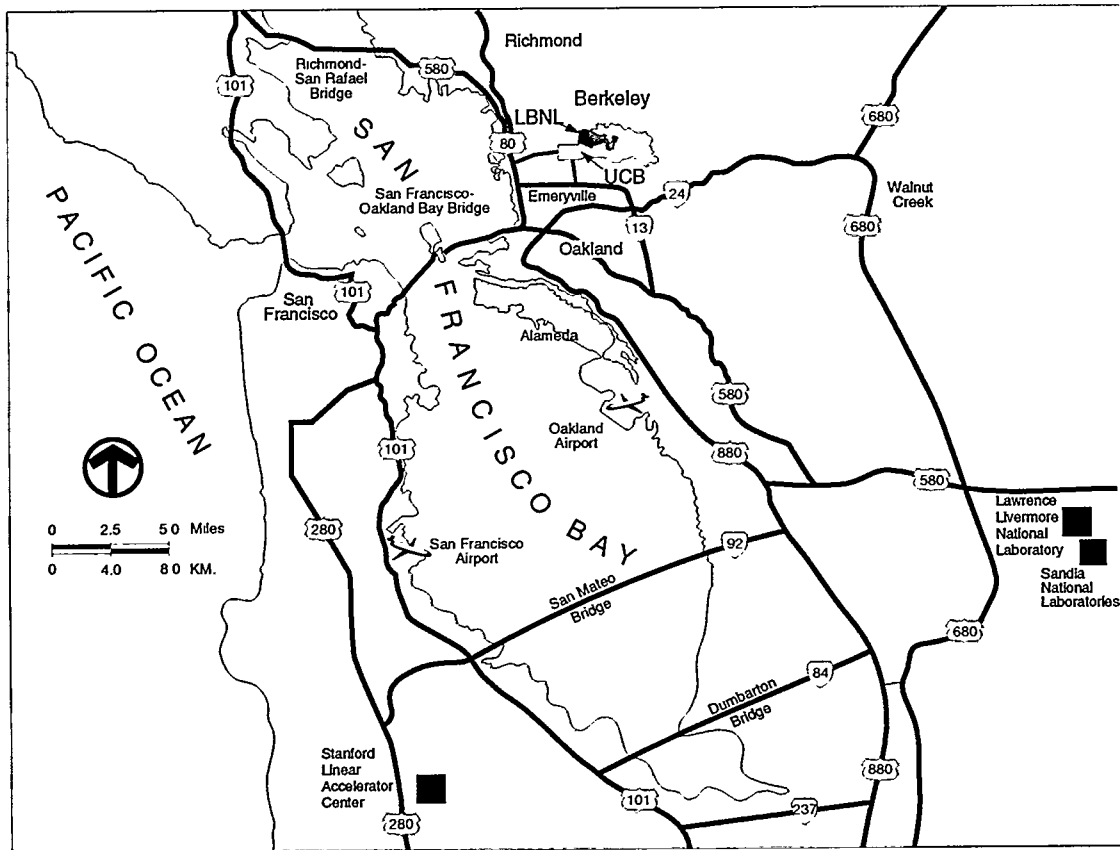 Richmond
Richmond-
San Rafael
Bridge
580
101
80
LBNL
Berkeley
UCB
680
SAN
San Francisco-
Oakland Bay Bridge
Emeryville
24
Walnut
Creek
13
680
Oakland
PACIFIC OCEAN
San
Francisco
101
FRANCISCO BAY
Alameda
580
Oakland
Airport
101
880
580
Lawrence
Livermore
National
Laboratory
0 2.5 5 0 Miles
0 4.0 8 0 KM.
280
San Francisco
Airport
92
Sandia
National
Laboratories
San Mateo
Bridge
680
84
Dumbarton
Bridge
Stanford
Linear
Accelerator
Center
880
101
237
280